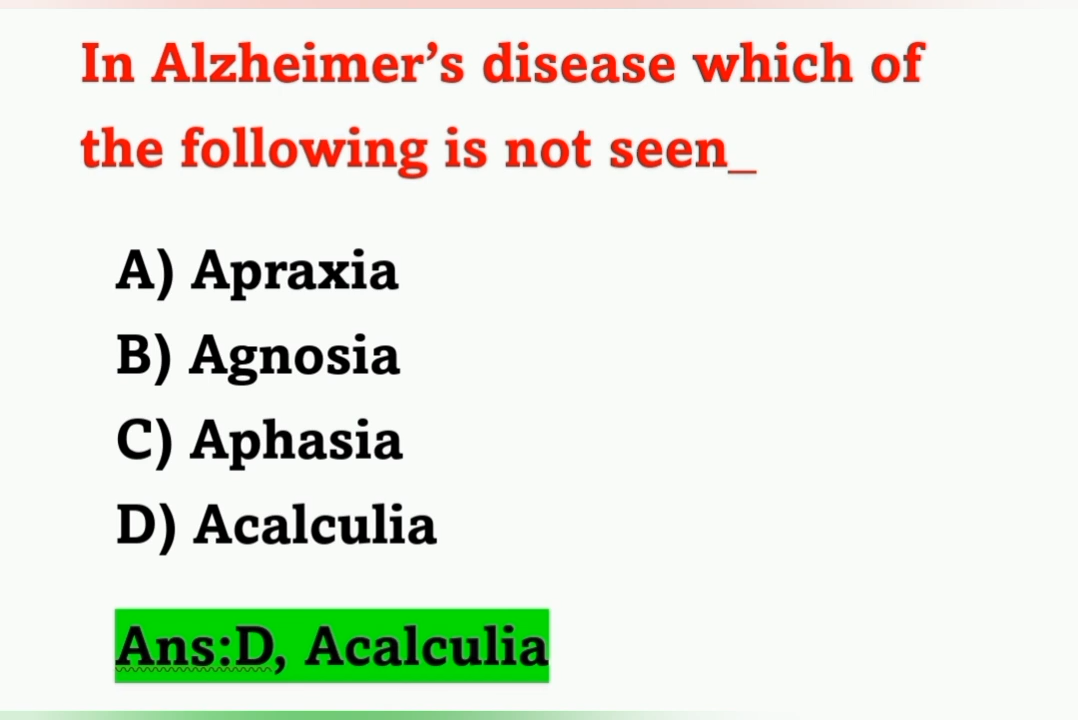 In Alzheimer’s disease which of
the following is not seen_
A) Apraxia
B) Agnosia
C) Aphasia
D) Acalculia
Ans:D, Acalculia